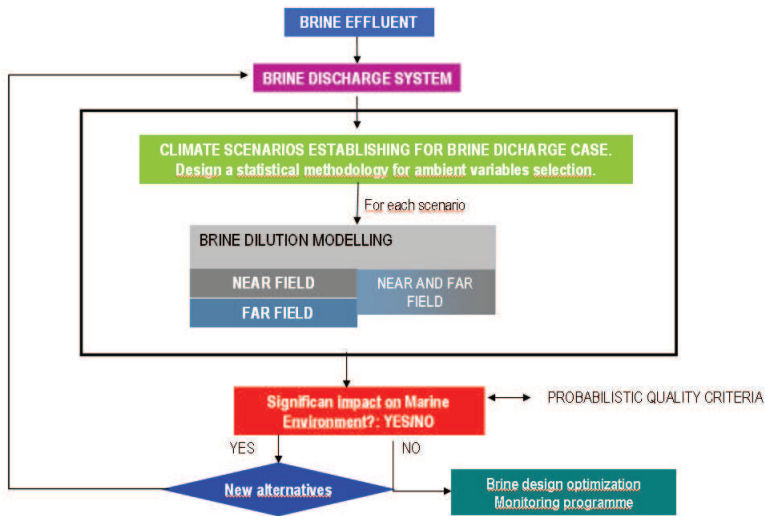 BRINE EFFLUENT
BRINE DISCHARGE SYSTEM
CLIMATE SCENARIOS ESTABLISHING FOR BRINE DICHARGE CASE.
Design a statistical methodology for ambient variables selection.
For each scenario
BRINE DILUTION MODELLING
NEAR FIELD
FAR FIELD
NEAR AND FAR
FIELD
Significan impact on Marine
Environment?: YES/NO
PROBABILISTIC QUALITY CRITERIA
YES
NO
New alternatives
Brine design optimization
Monitoring programme